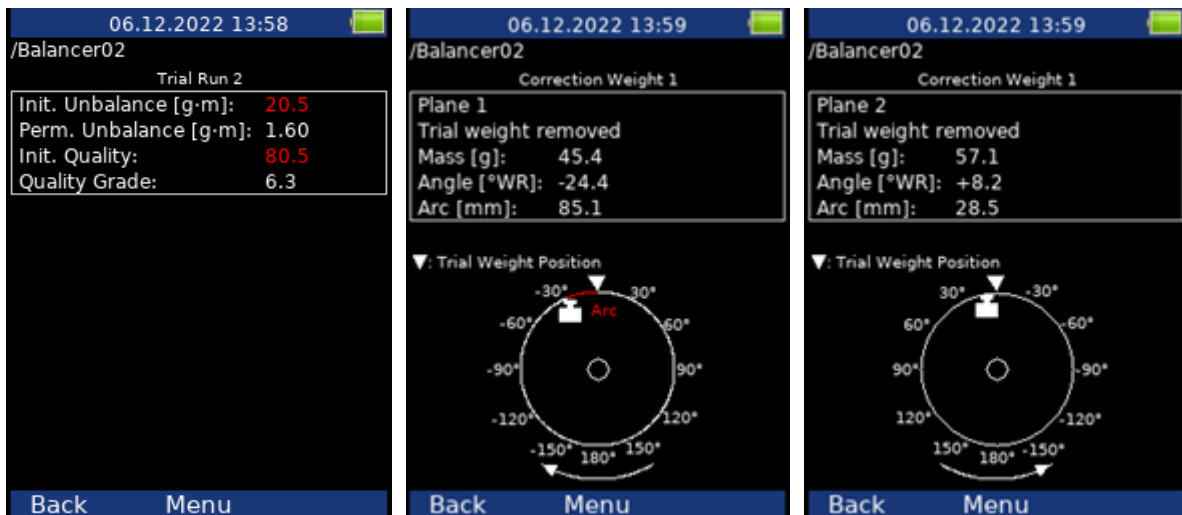 06.12.2022 13:58
/Balancer02
Trial Run 2
Init. Unbalance [g·m]: 20.5
Perm. Unbalance [g·m]: 1.60
Init. Quality: 80.5
Quality Grade: 6.3
Back Menu
06.12.2022 13:59
/Balancer02
Correction Weight 1
Plane 1
Trial weight removed
Mass [g]: 45.4
Angle [°WR]: -24.4
Arc [mm]: 85.1
▼: Trial Weight Position
-30° 30°
Arc
-60° 60°
-90° 90°
-120° 120°
-150° 180° 150°
Back Menu
06.12.2022 13:59
/Balancer02
Correction Weight 1
Plane 2
Trial weight removed
Mass [g]: 57.1
Angle [°WR]: +8.2
Arc [mm]: 28.5
▼: Trial Weight Position
30° -30°
60° -60°
90° -90°
120° -120°
150° 180° -150°
Back Menu